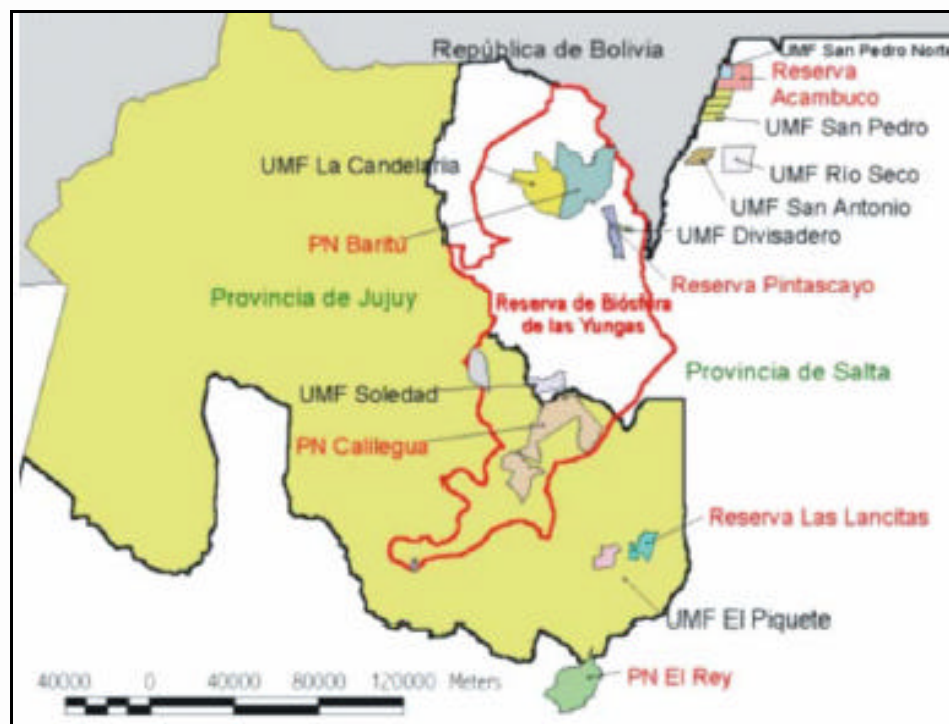 República de Bolivia
UMF San Pedro Norte
Reserva
Acambuco
UMF San Pedro
UMF La Candelaria
UMF Río Seco
UMF San Antonio
UMF Divisadero
PN Baritú
Reserva Pintascayo
Provincia de Jujuy
Reserva de Biósfera
de las Yungas
Provincia de Salta
UMF Soledad
PN Calilegua
Reserva Las Lancitas
UMF El Piquete
PN El Rey
40000 0 40000 80000 120000 Meters